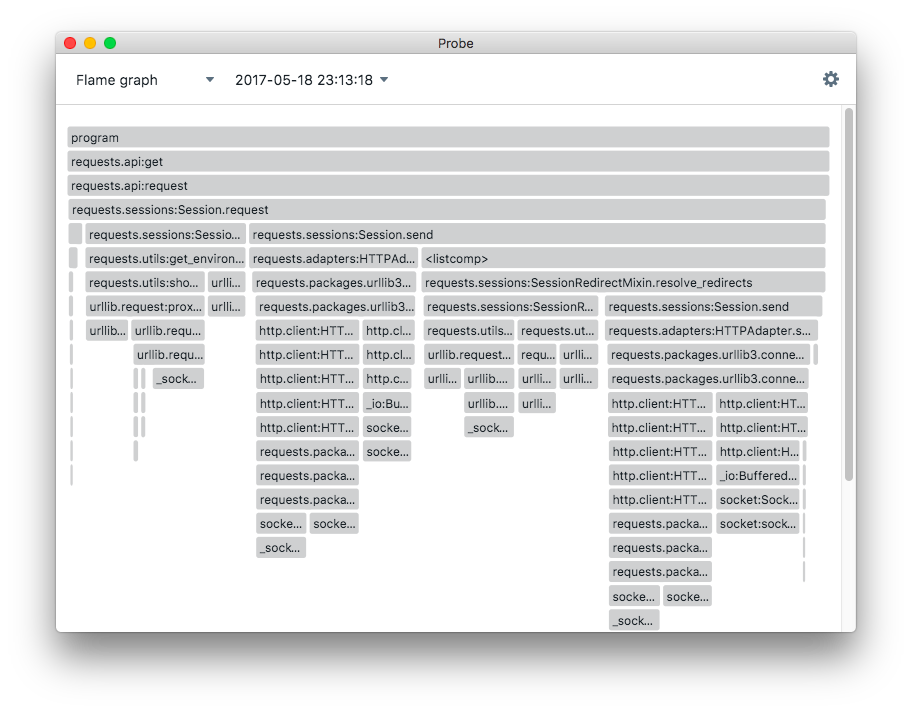 Probe
Flame graph 2017-05-18 23:13:18
program
requests.api:get
requests.api:request
requests.sessions:Session.request
requests.sessions:Sessio... requests.sessions:Session.send
requests.utils:get_environ... requests.adapters:HTTPAd... <listcomp>
requests.utils:sho... urlli... requests.packages.urllib3... requests.sessions:SessionRedirectMixin.resolve_redirects
urllib.request:prox... urlli... requests.packages.urllib3... requests.sessions:SessionR... requests.sessions:Session.send
urllib... urllib.requ... http.client:HTT... http.cl... requests.utils... requests.ut... requests.adapters:HTTPAdapter.s...
urllib.requ... http.client:HTT... http.cl... urllib.request... requ... urlli... requests.packages.urllib3.conne...
_sock... http.client:HTT... http.c... urlli... urllib.... urlli... urlli... requests.packages.urllib3.conne...
http.client:HTT... _io:Bu... urllib.... urlli... http.client:HTT... http.client:HT...
http.client:HTT... socke... _sock... http.client:HTT... http.client:HT...
requests.packa... socke... http.client:HTT... http.client:H...
requests.packa... http.client:HTT... _io:Buffered...
requests.packa... http.client:HTT... socket:Sock...
socke... socke... requests.packa... socket:sock...
_sock... requests.packa...
requests.packa...
socke... socke...
_sock...